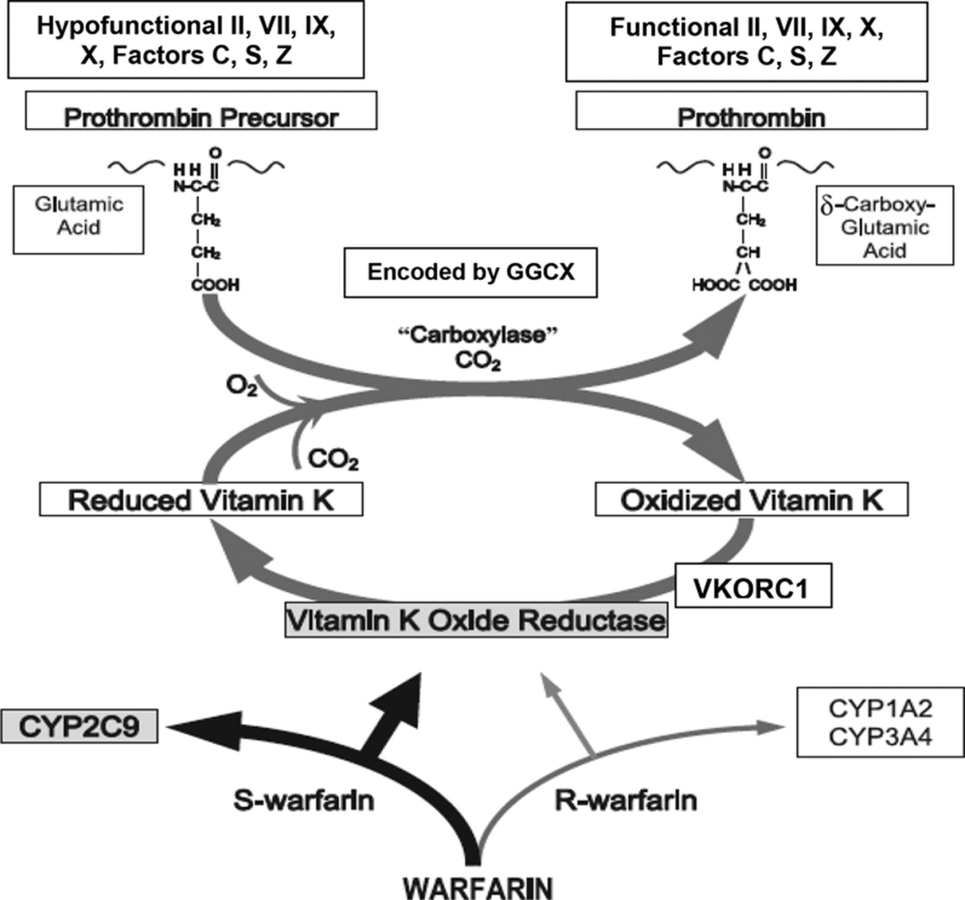 Hypofunctional II, VII, IX,
X, Factors C, S, Z
Functional II, VII, IX, X,
Factors C, S, Z
Prothrombin Precursor
Prothrombin
Glutamic
Acid
H H O
N-C-C
CH₂
CH₂
COOH
H H O
N-C-C
CH₂
CH
HOOC COOH
δ-Carboxy-
Glutamic
Acid
Encoded by GGCX
“Carboxylase”
CO₂
O₂
CO₂
Reduced Vitamin K
Oxidized Vitamin K
VKORC1
Vitamin K Oxide Reductase
CYP2C9
CYP1A2
CYP3A4
S-warfarin
R-warfarin
WARFARIN